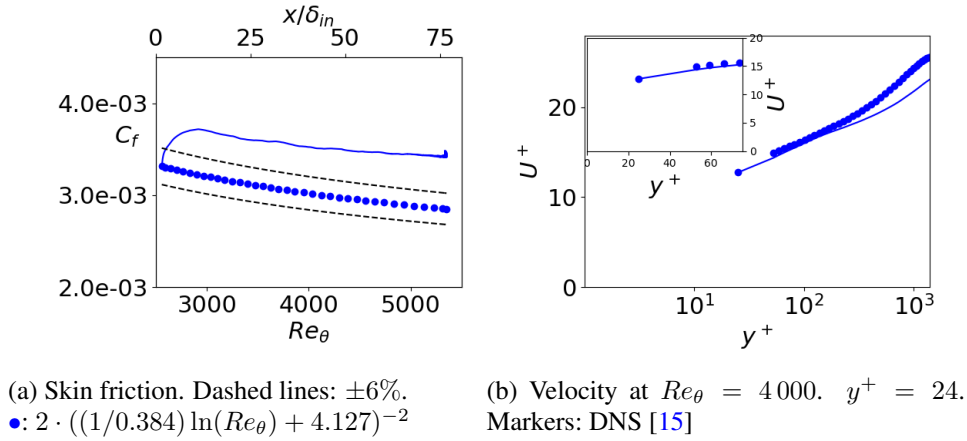 x/δ_in
0 25 50 75
4.0e-03
C_f
3.0e-03
2.0e-03
3000 4000 5000
Re_θ
20
15
10
5
0
U^+
0 20 40 60
y^+
U^+
20
10
0
10^1 10^2 10^3
y^+
(a) Skin friction. Dashed lines: ±6%.
•: 2 · ((1/0.384) ln(Re_θ) + 4.127)^{-2}
(b) Velocity at Re_θ = 4 000. y^+ = 24.
Markers: DNS [15]